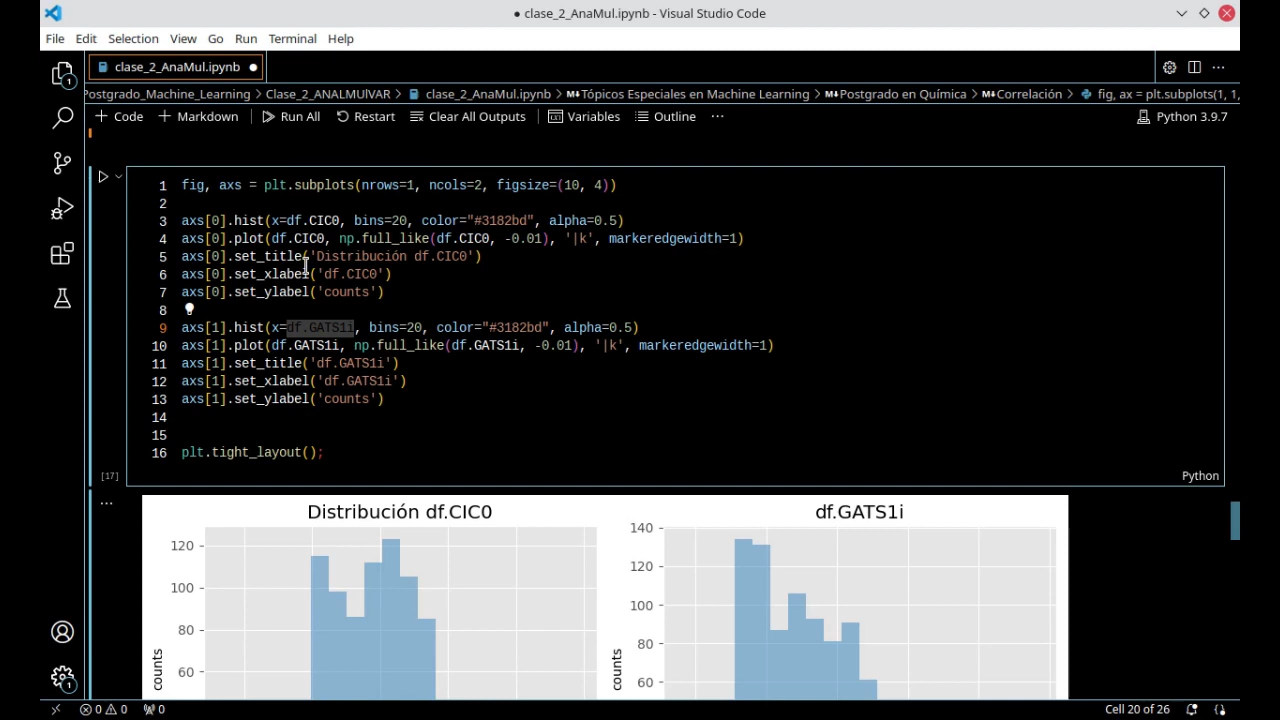 clase_2_AnaMul.ipynb - Visual Studio Code
File Edit Selection View Go Run Terminal Help
clase_2_AnaMul.ipynb
Postgrado_Machine_Learning > Clase_2_ANALMUlVAR > clase_2_AnaMul.ipynb > Tópicos Especiales en Machine Learning > Postgrado en Química > Correlación > fig, ax = plt.subplots(1, 1,
+ Code + Markdown Run All Restart Clear All Outputs Variables Outline ... Python 3.9.7
1 fig, axs = plt.subplots(nrows=1, ncols=2, figsize=(10, 4))
2
3 axs[0].hist(x=df.CIC0, bins=20, color="#3182bd", alpha=0.5)
4 axs[0].plot(df.CIC0, np.full_like(df.CIC0, -0.01), '|k', markeredgewidth=1)
5 axs[0].set_title('Distribución df.CIC0')
6 axs[0].set_xlabel('df.CIC0')
7 axs[0].set_ylabel('counts')
8
9 axs[1].hist(x=df.GATS1i, bins=20, color="#3182bd", alpha=0.5)
10 axs[1].plot(df.GATS1i, np.full_like(df.GATS1i, -0.01), '|k', markeredgewidth=1)
11 axs[1].set_title('df.GATS1i')
12 axs[1].set_xlabel('df.GATS1i')
13 axs[1].set_ylabel('counts')
14
15
16 plt.tight_layout();
[17]
Python
...
Distribución df.CIC0
120
100
80
60
counts
df.GATS1i
140
120
100
80
60
counts
1
1
0 0 0
Cell 20 of 26